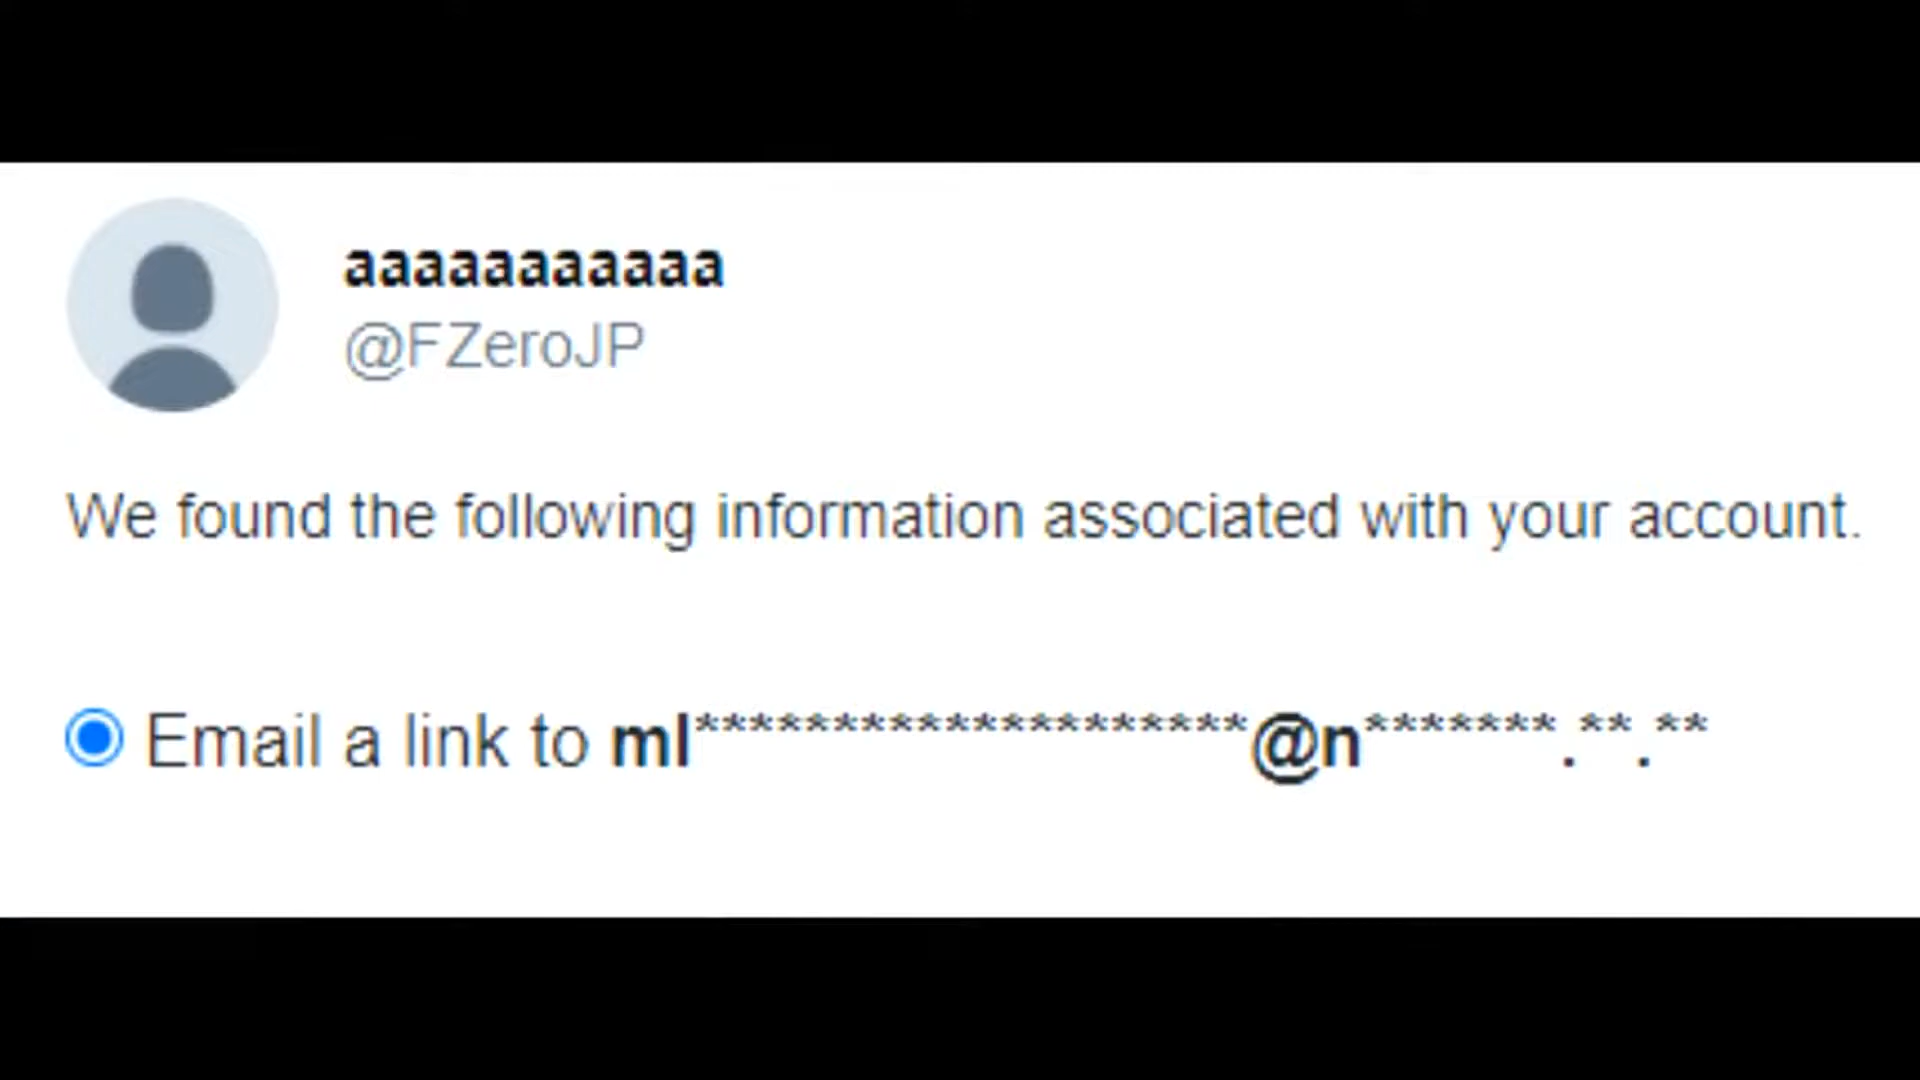 aaaaaaaaaaa
@FZeroJP
We found the following information associated with your account.
Email a link to ml********************@n*******.**.**